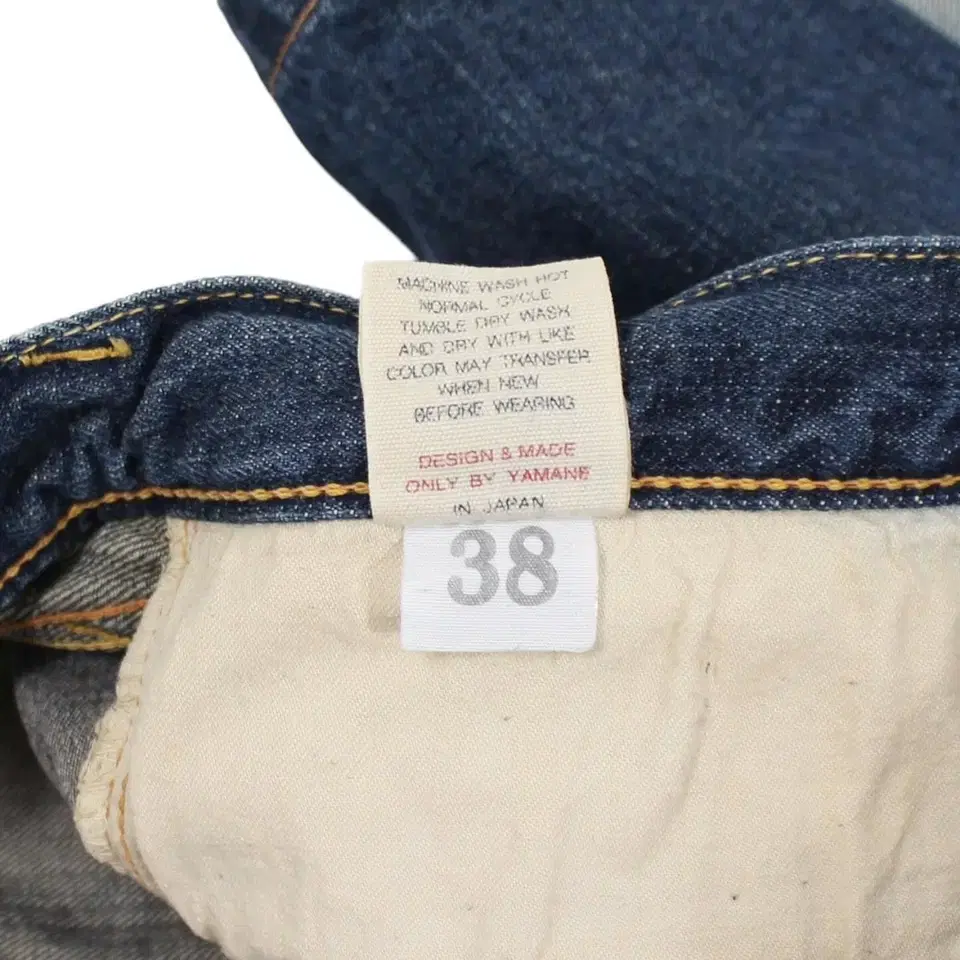 MACHINE WASH HOT
NORMAL CYCLE
TUMBLE DRY WASH
AND DRY WITH LIKE
COLOR MAY TRANSFER
WHEN NEW
BEFORE WEARING
DESIGN & MADE
ONLY BY YAMANE
IN JAPAN
38